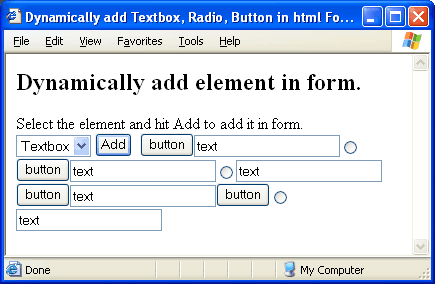 Dynamically add Textbox, Radio, Button in html Fo...
File Edit View Favorites Tools Help
Dynamically add element in form.
Select the element and hit Add to add it in form.
Textbox Add button text
button text text
button text button
text
Done My Computer